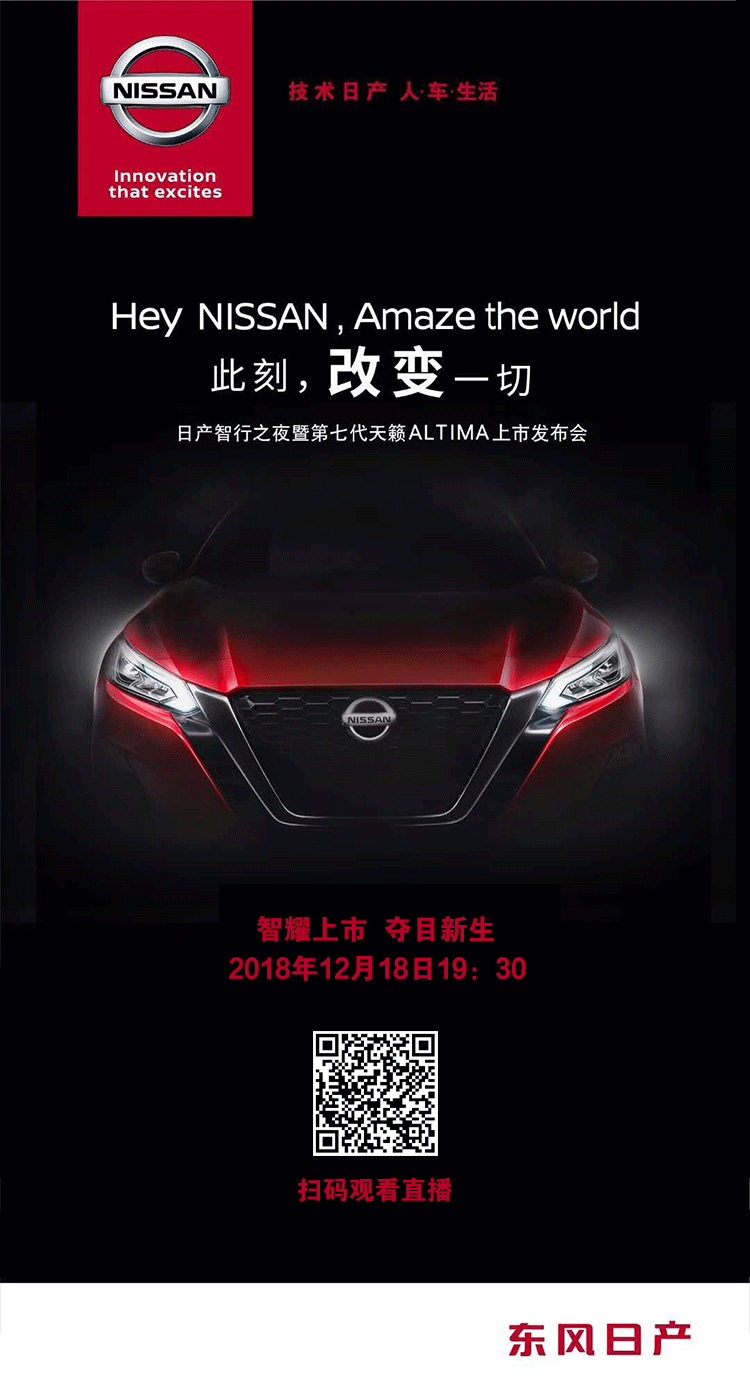 NISSAN
Innovation
that excites
技术日产 人·车·生活
Hey NISSAN, Amaze the world
此刻，改变一切
日产智行之夜暨第七代天籁ALTIMA上市发布会
NISSAN
智耀上市 夺目新生
2018年12月18日19：30
扫码观看直播
东风日产